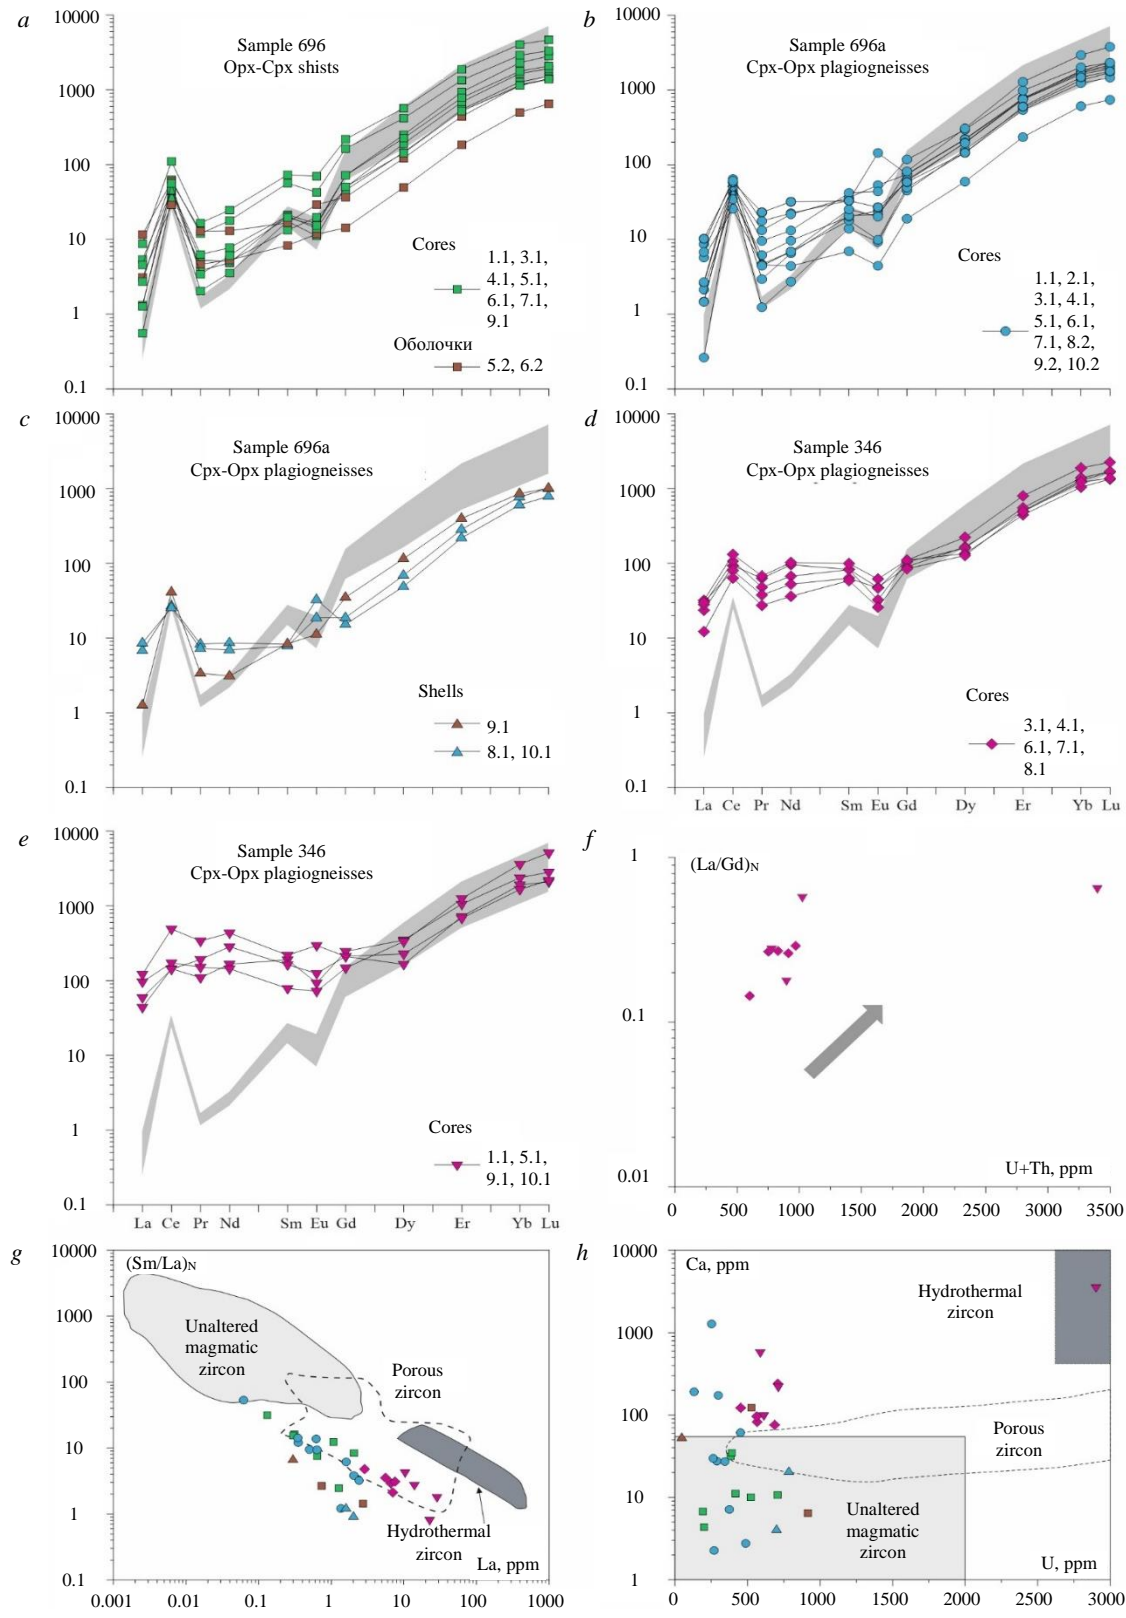 a
10000
1000
100
10
1
0.1
Sample 696
Opx-Cpx shists
Cores
1.1, 3.1,
4.1, 5.1,
6.1, 7.1,
9.1
Оболочки
5.2, 6.2
b
10000
1000
100
10
1
0.1
Sample 696a
Cpx-Opx plagiogneisses
Cores
1.1, 2.1,
3.1, 4.1,
5.1, 6.1,
7.1, 8.2,
9.2, 10.2
c
10000
1000
100
10
1
0.1
Sample 696a
Cpx-Opx plagiogneisses
Shells
9.1
8.1, 10.1
d
10000
1000
100
10
1
0.1
Sample 346
Cpx-Opx plagiogneisses
Cores
3.1, 4.1,
6.1, 7.1,
8.1
La Ce Pr Nd Sm Eu Gd Dy Er Yb Lu
e
10000
1000
100
10
1
0.1
Sample 346
Cpx-Opx plagiogneisses
Cores
1.1, 5.1,
9.1, 10.1
La Ce Pr Nd Sm Eu Gd Dy Er Yb Lu
f
1
0.1
0.01
(La/Gd)N
U+Th, ppm
0 500 1000 1500 2000 2500 3000 3500
g
10000
1000
100
10
1
0.1
(Sm/La)N
Unaltered
magmatic
zircon
Porous
zircon
Hydrothermal
zircon
La, ppm
0.001 0.01 0.1 1 10 100 1000
h
10000
1000
100
10
1
Ca, ppm
Hydrothermal
zircon
Porous
zircon
Unaltered
magmatic
zircon
U, ppm
0 500 1000 1500 2000 2500 3000